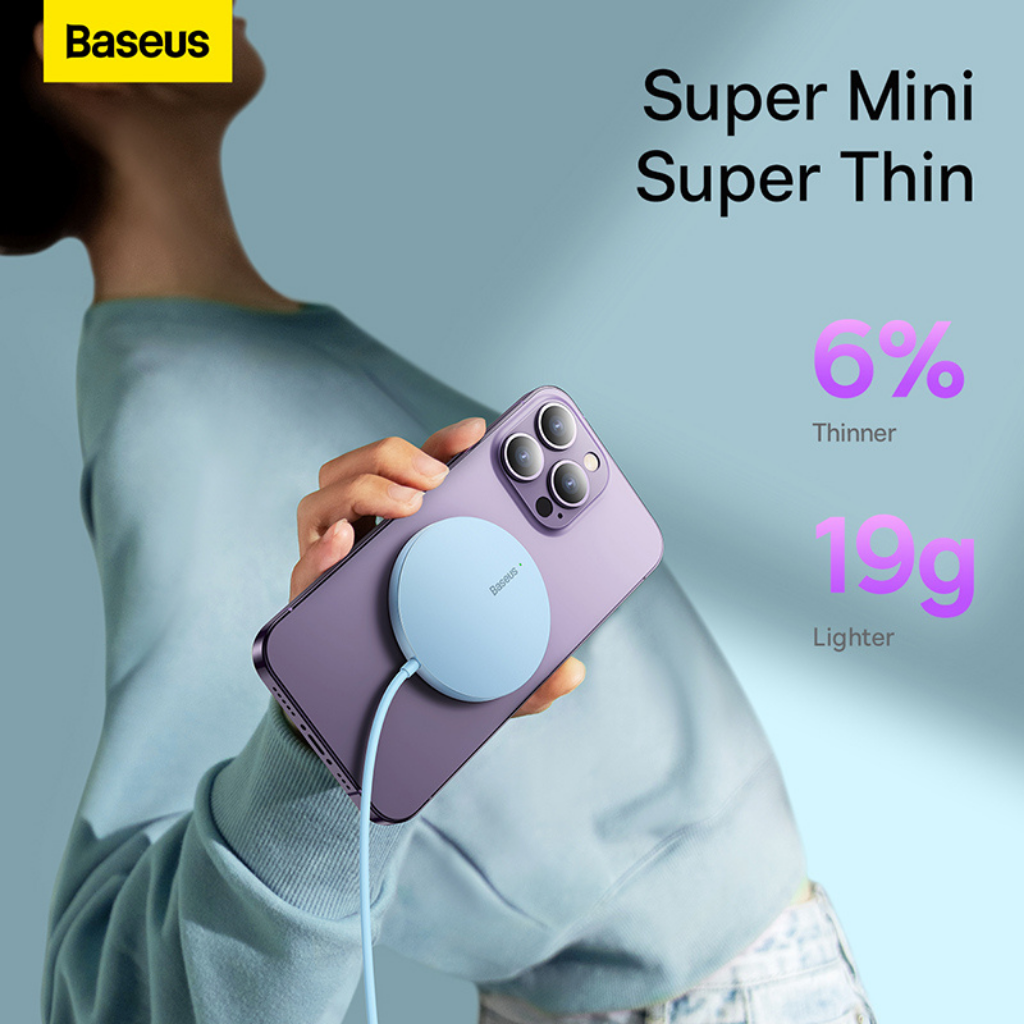 Baseus
Super Mini
Super Thin
6%
Thinner
19g
Lighter
Baseus